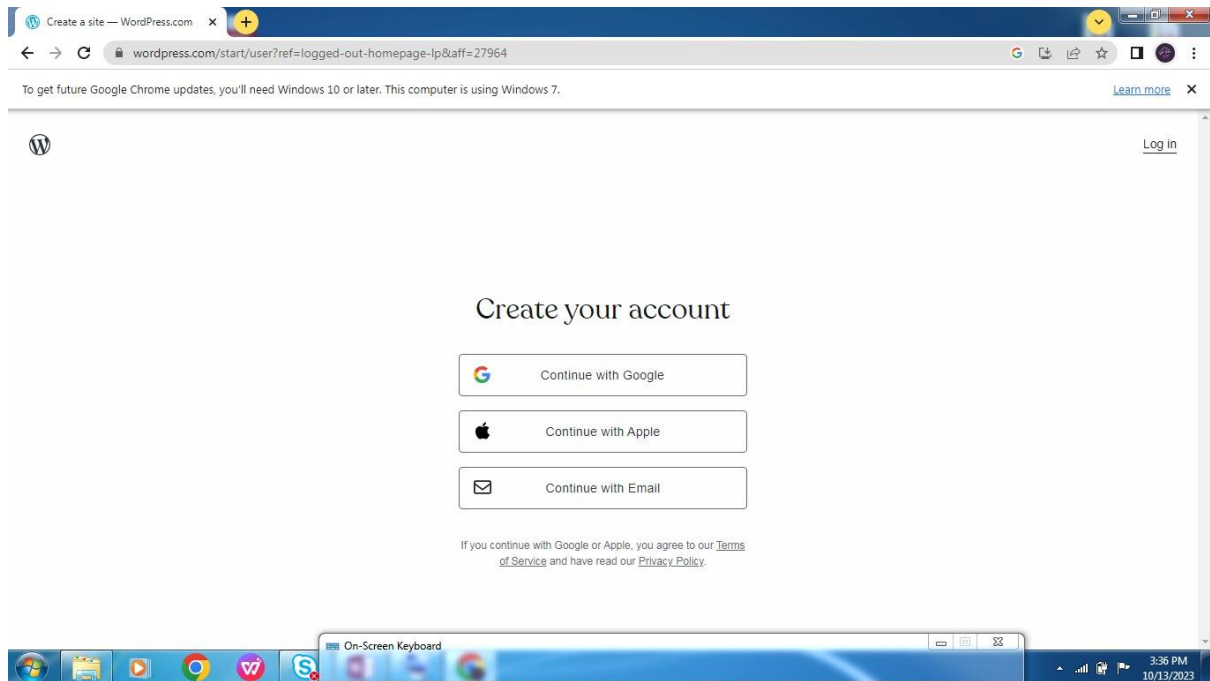 Create a site — WordPress.com
wordpress.com/start/user?ref=logged-out-homepage-lp&aff=27964
To get future Google Chrome updates, you'll need Windows 10 or later. This computer is using Windows 7.
Learn more
Log in
Create your account
Continue with Google
Continue with Apple
Continue with Email
If you continue with Google or Apple, you agree to our Terms
of Service and have read our Privacy Policy.
On-Screen Keyboard
3:36 PM
10/13/2023